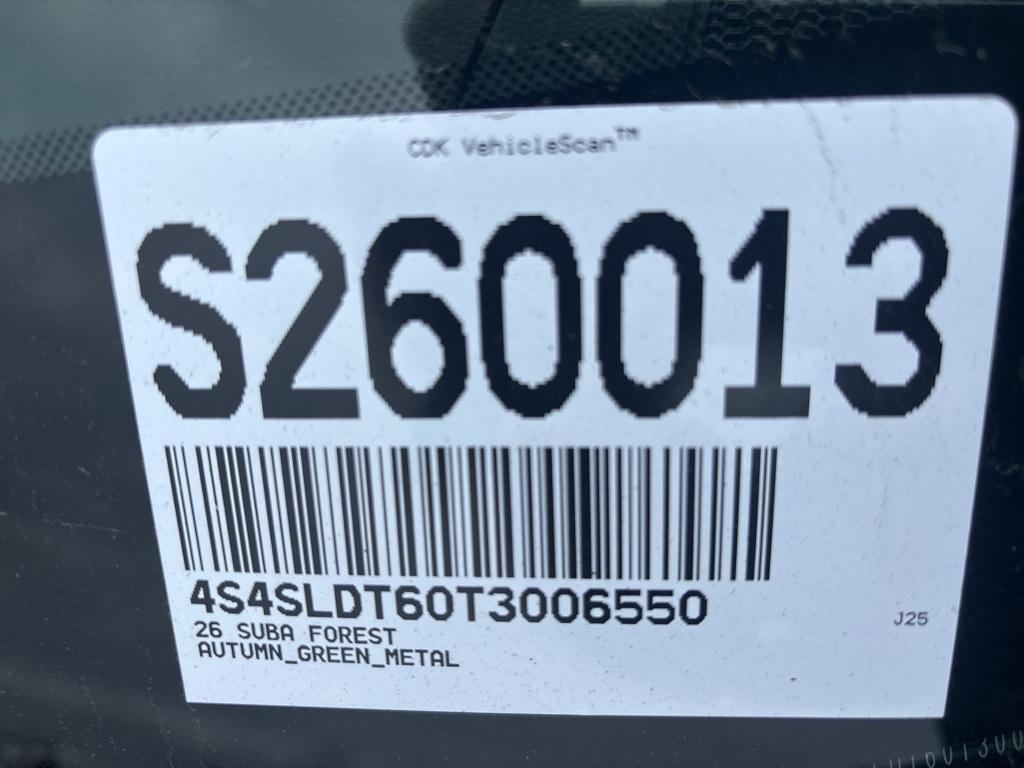 CDK VehicleScan™
S260013
4S4SLDT60T3006550
26 SUBA FOREST
J25
AUTUMN_GREEN_METAL